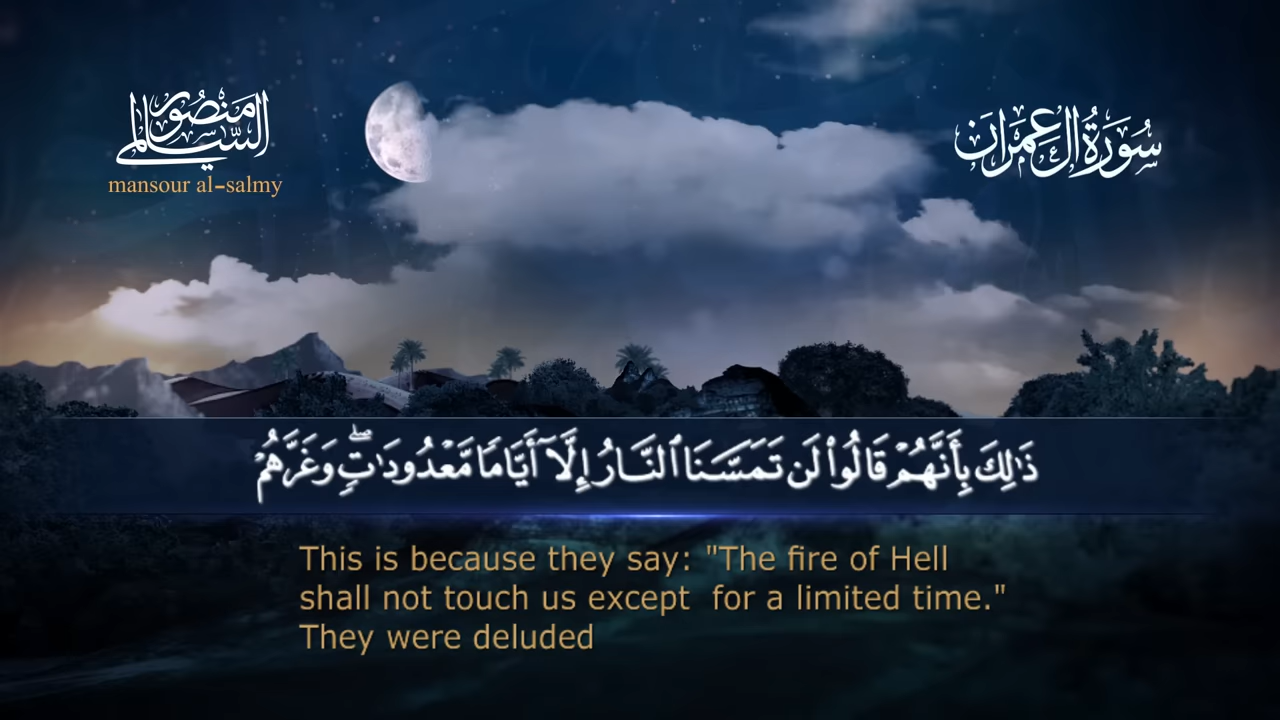 منصور السالمي
mansour al-salmy
سُورَةُ آلِ عِمْرَان
ذَٰلِكَ بِأَنَّهُمْ قَالُوا۟ لَن تَمَسَّنَا ٱلنَّارُ إِلَّآ أَيَّامًا مَّعْدُودَٰتٍۖ وَغَرَّهُمْ
This is because they say: "The fire of Hell
shall not touch us except  for a limited time."
They were deluded